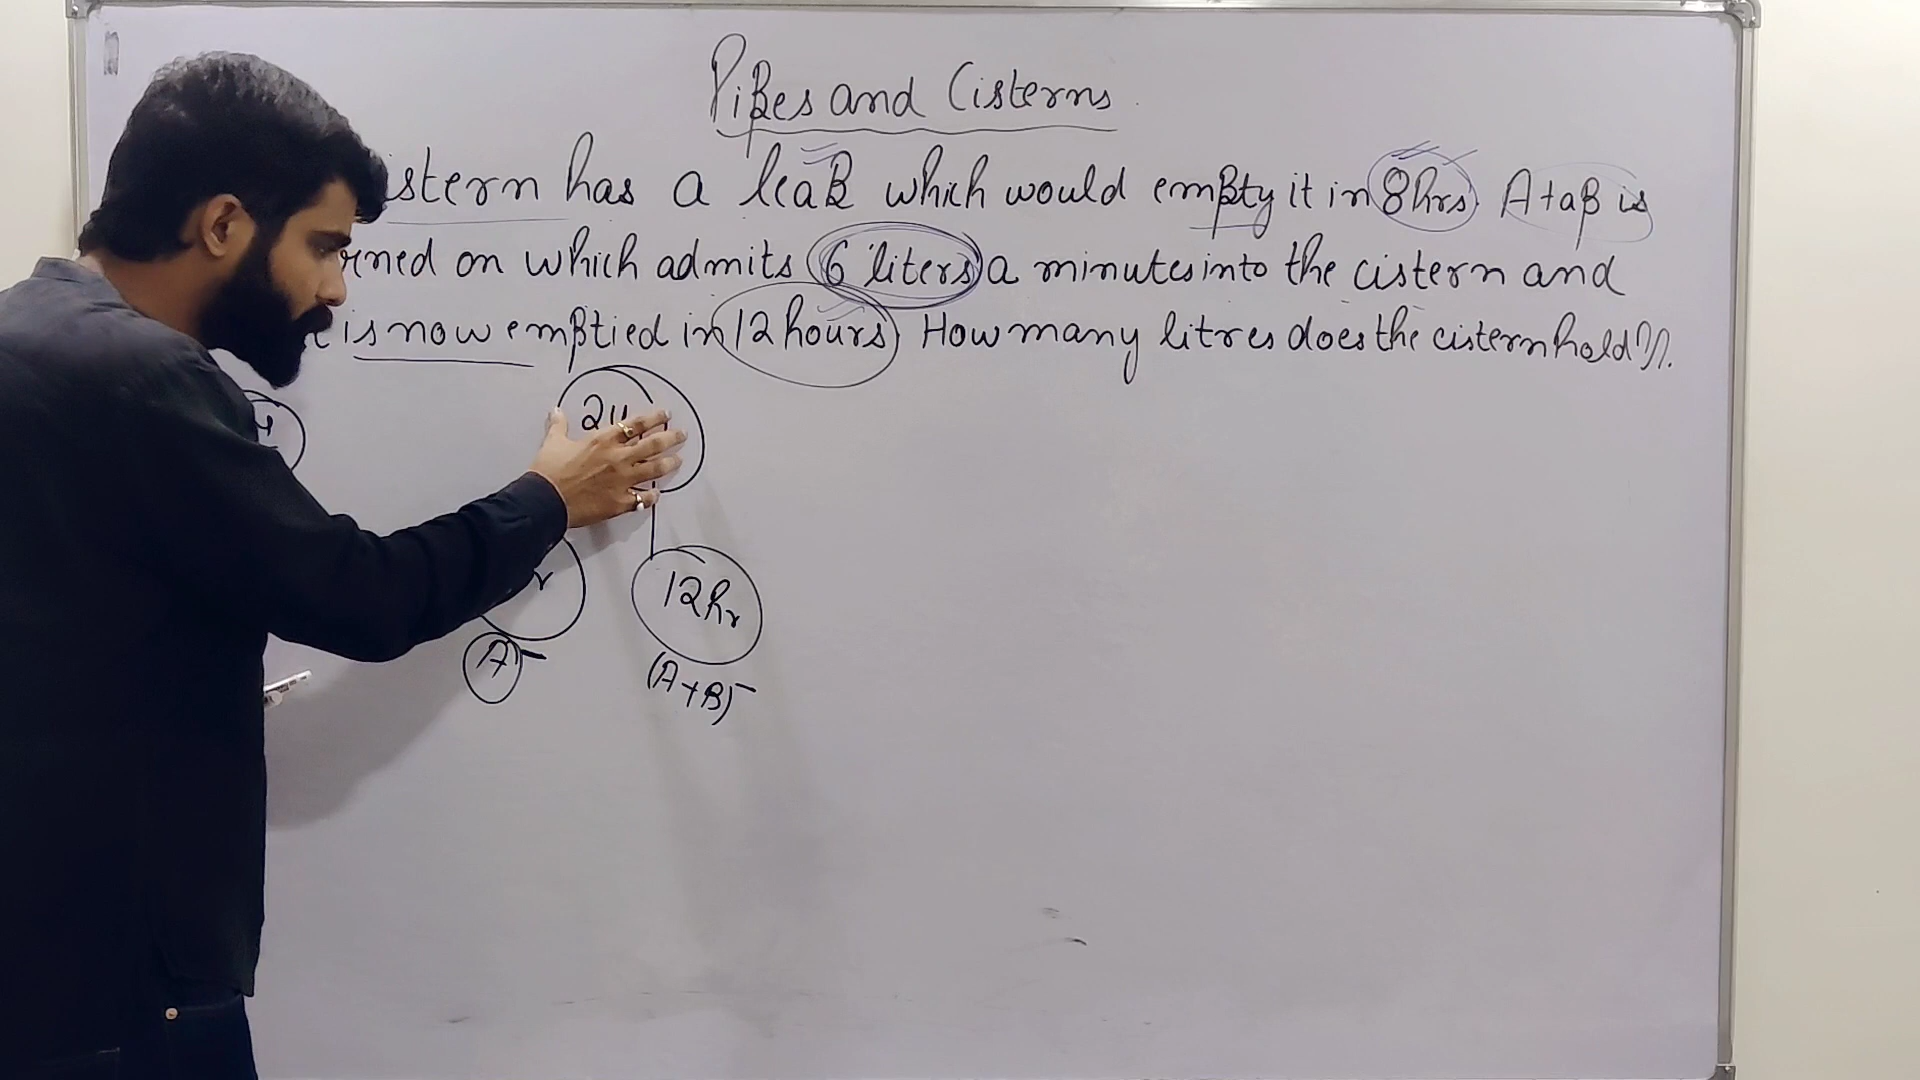 Pipes and Cisterns
istern has a leak which would empty it in 8hrs. A tap is
rned on which admits 6 liters a minutes into the cistern and
is now emptied in 12 hours. How many litres does the cistern hold?
24
12hr
A-
(A+B)-